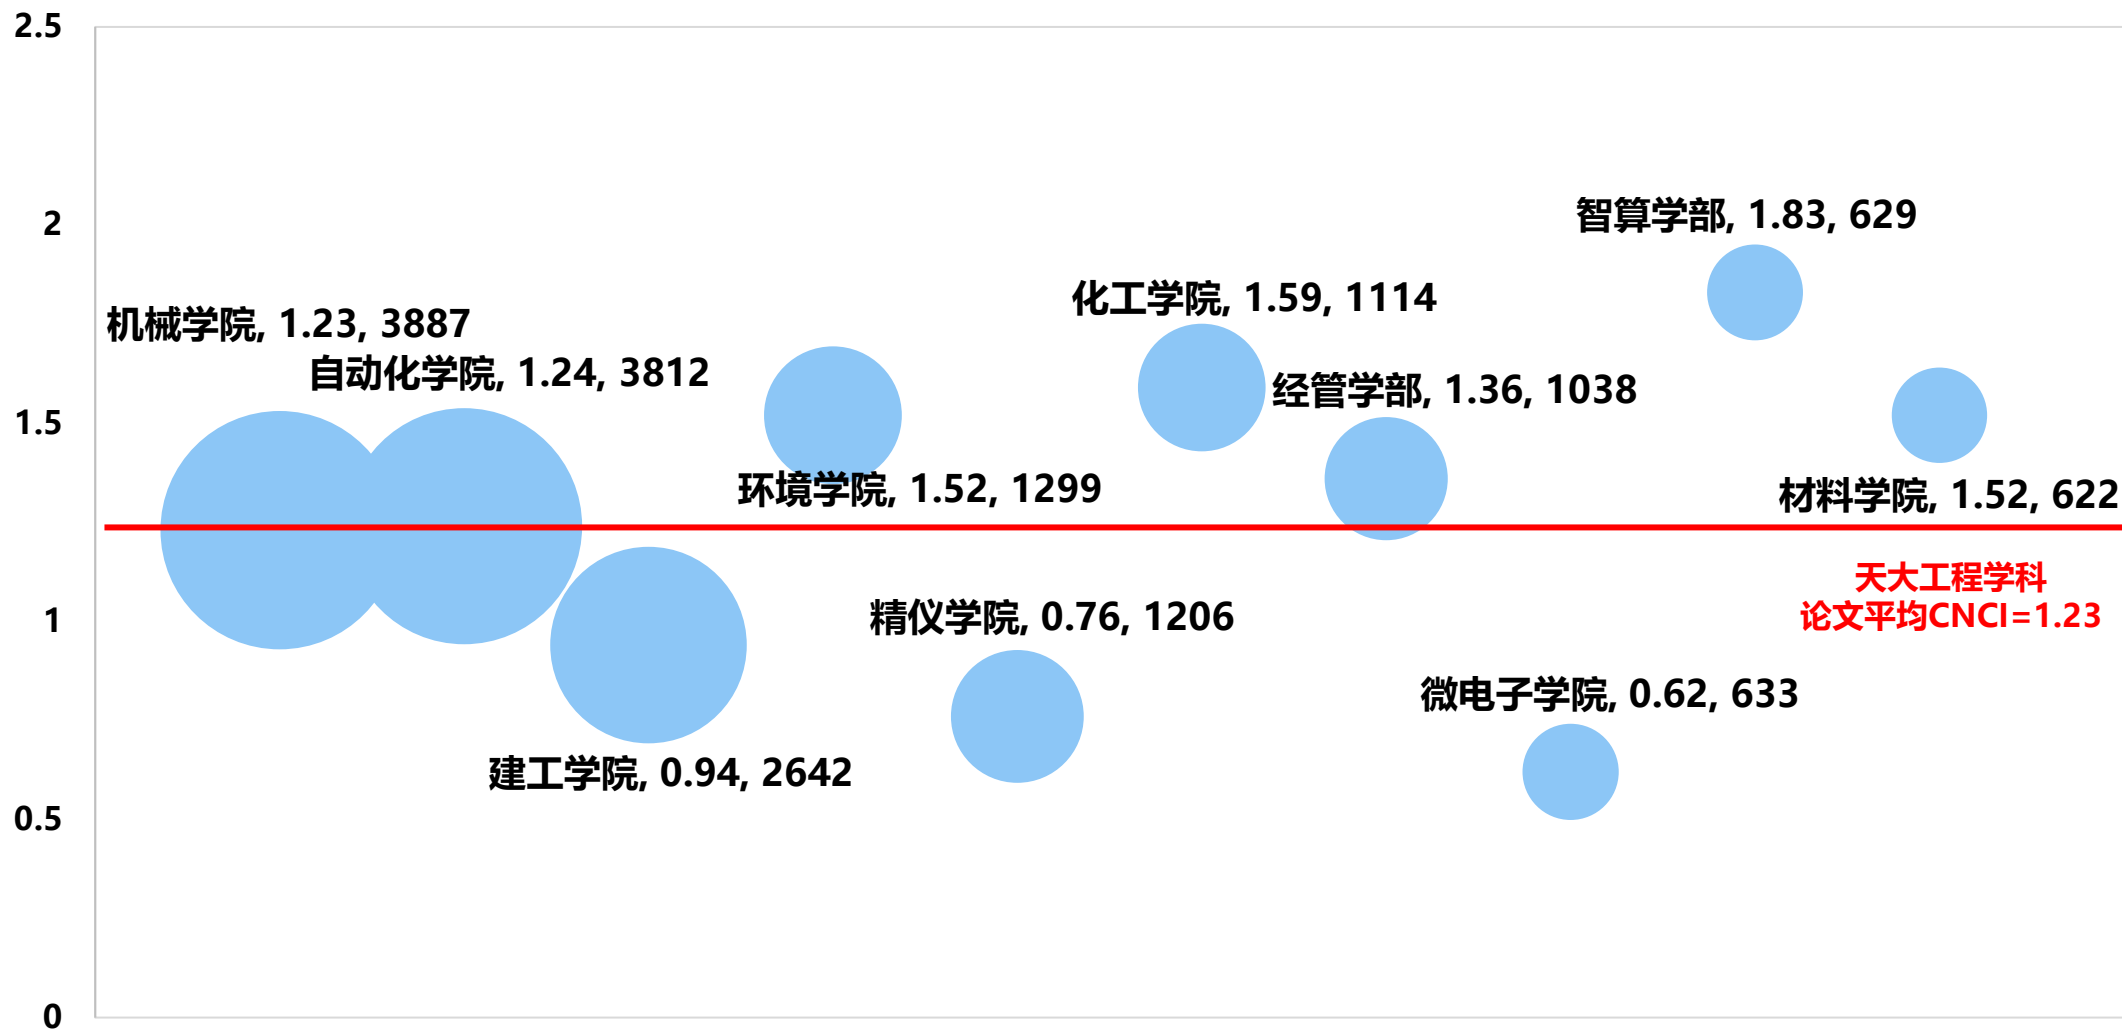 2.5
2
1.5
1
0.5
0
智算学部, 1.83, 629
化工学院, 1.59, 1114
机械学院, 1.23, 3887
自动化学院, 1.24, 3812
经管学部, 1.36, 1038
环境学院, 1.52, 1299
材料学院, 1.52, 622
天大工程学科
论文平均CNCI=1.23
精仪学院, 0.76, 1206
微电子学院, 0.62, 633
建工学院, 0.94, 2642